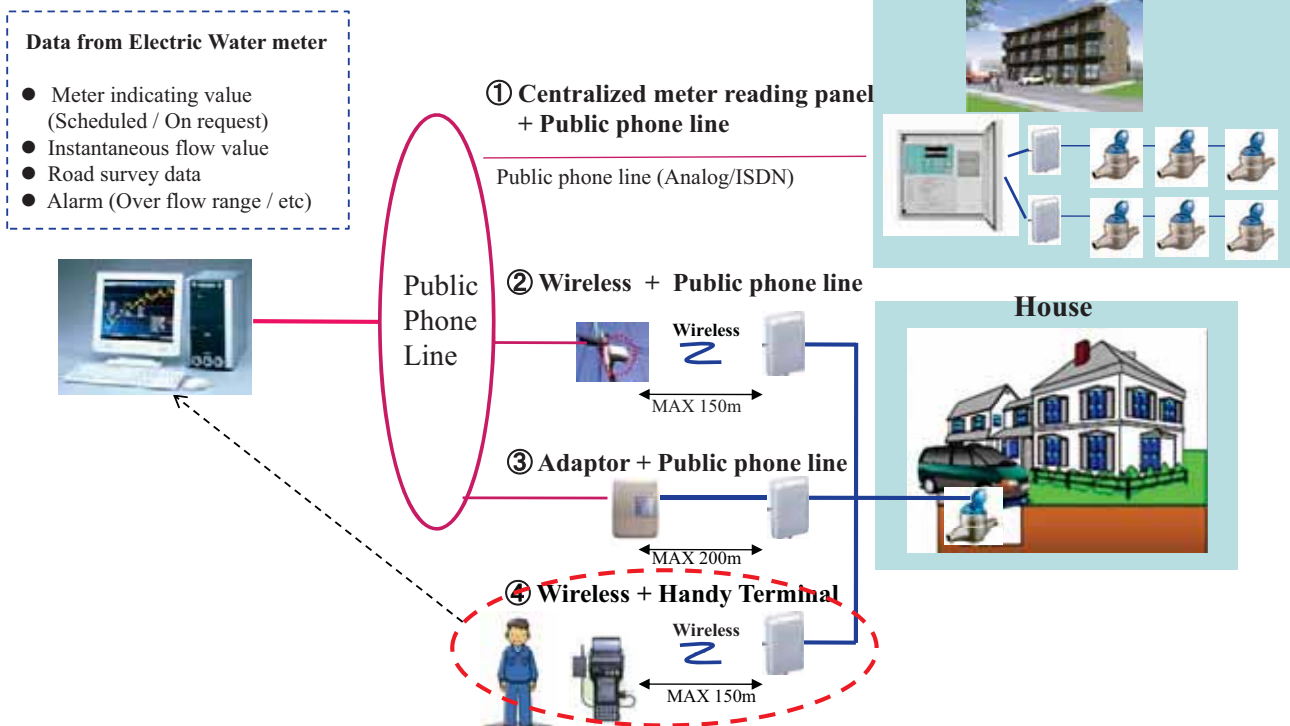 Data from Electric Water meter
● Meter indicating value
(Scheduled / On request)
● Instantaneous flow value
● Road survey data
● Alarm (Over flow range / etc)
① Centralized meter reading panel
+ Public phone line
Public phone line (Analog/ISDN)
Public
Phone
Line
② Wireless + Public phone line
Wireless
MAX 150m
House
③ Adaptor + Public phone line
MAX 200m
④ Wireless + Handy Terminal
Wireless
MAX 150m